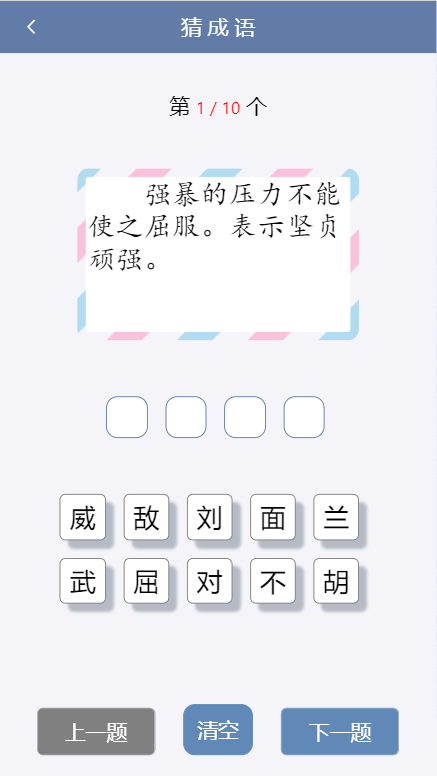 猜成语
第 1 / 10 个
强暴的压力不能
使之屈服。表示坚贞
顽强。
威 敌 刘 面 兰
武 屈 对 不 胡
上一题 清空 下一题